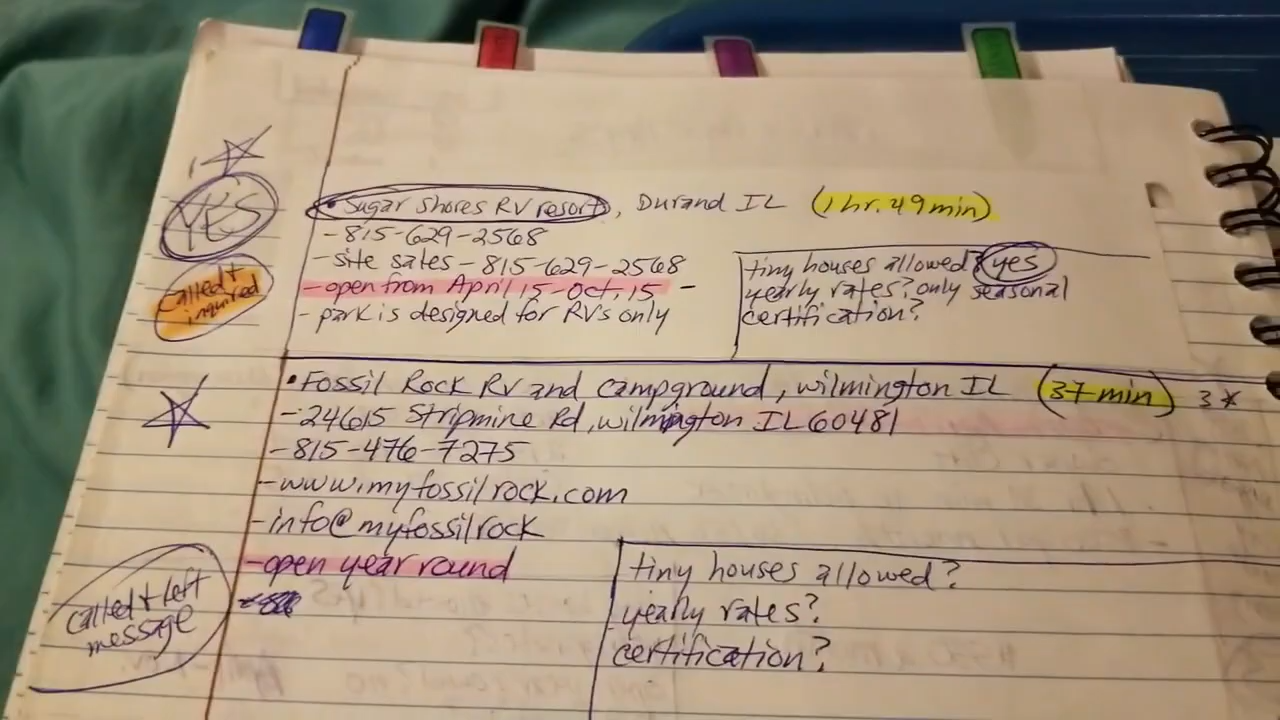 YES
• Sugar Shores RV resort, Durand IL (1 hr. 49 min)
- 815-629-2568
- site sales - 815-629-2568
- open from April 15 - Oct. 15 -
- park is designed for RVs only
called + inquired
tiny houses allowed? yes
yearly rates? only seasonal
certification?
• Fossil Rock RV and campground, wilmington IL (37 min) 3*
- 24615 Stripmine Rd, wilmington IL 60481
- 815-476-7275
- www.myfossilrock.com
- info@myfossilrock
- open year round
called + left
message
tiny houses allowed?
yearly rates?
certification?